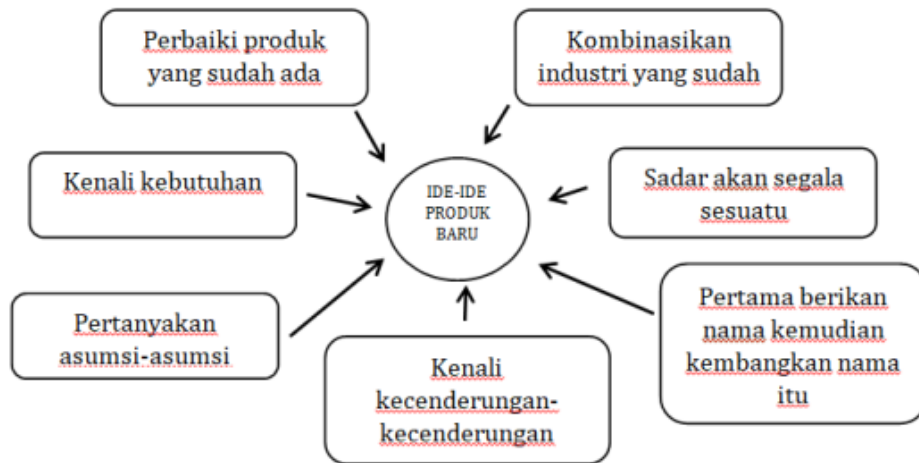 Perbaiki produk
yang sudah ada
Kombinasikan
industri yang sudah
Kenali kebutuhan
IDE-IDE
PRODUK
BARU
Sadar akan segala
sesuatu
Pertanyakan
asumsi-asumsi
Kenali
kecenderungan-
kecenderungan
Pertama berikan
nama kemudian
kembangkan nama
itu